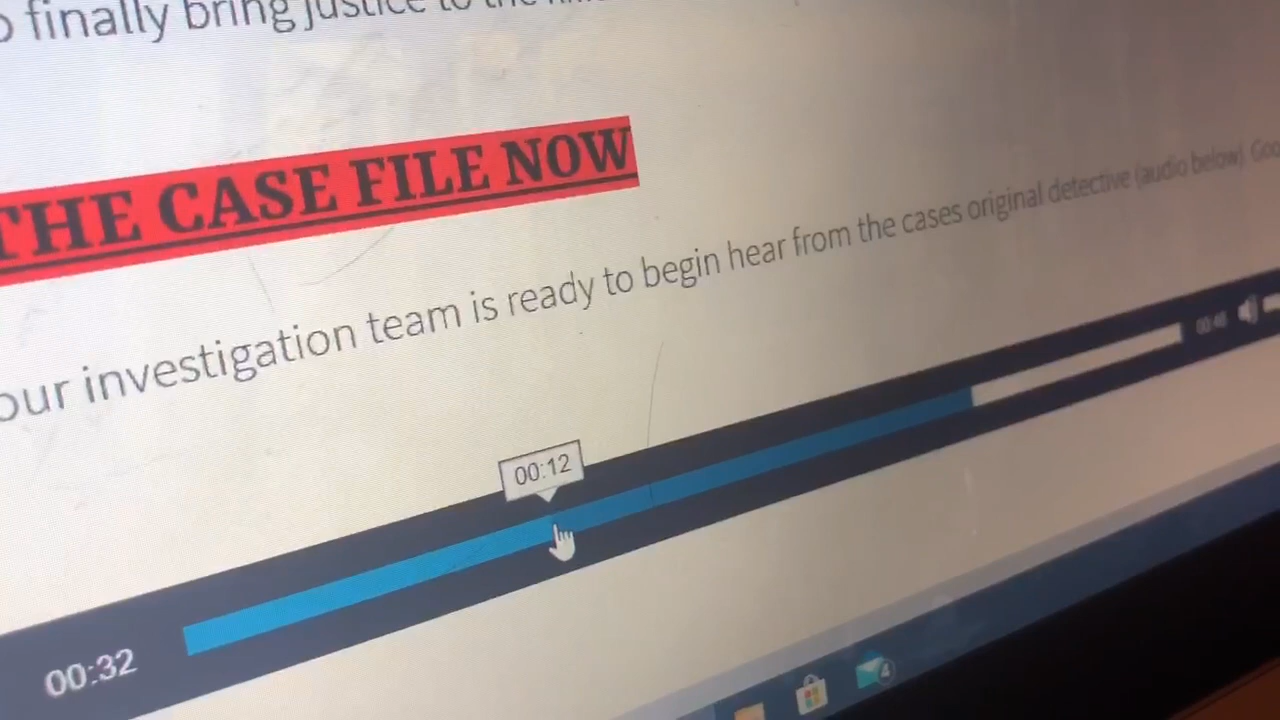 finally bring justice to the
THE CASE FILE NOW
our investigation team is ready to begin hear from the cases original detective (audio below)
00:12
00:32
4